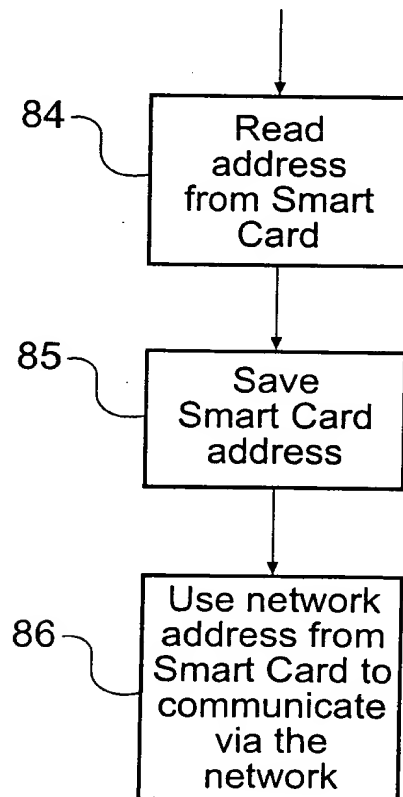 84
Read
address
from Smart
Card
85
Save
Smart Card
address
86
Use network
address from
Smart Card to
communicate
via the
network